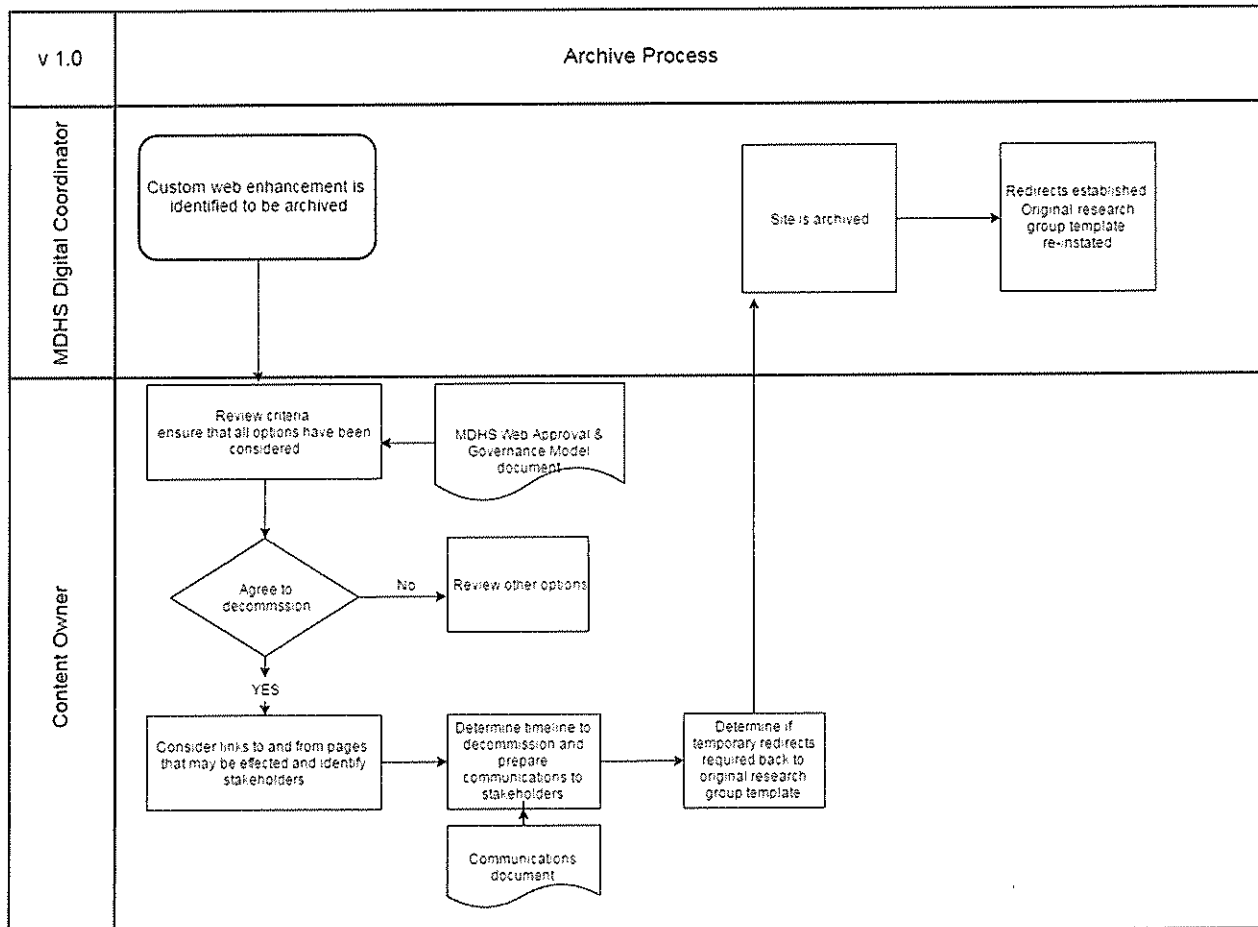 v 1.0
Archive Process
MDHS Digital Coordinator
Custom web enhancement is
identified to be archived
Site is archived
Redirects established
Original research
group template
re-instated
Content Owner
Review criteria
ensure that all options have been
considered
MDHS Web Approval &
Governance Model
document
Agree to
decommssion
No
Review other options
YES
Consider links to and from pages
that may be effected and identify
stakeholders
Determine timeline to
decommission and
prepare
communications to
stakeholders
Determine if
temporary redirects
required back to
original research
group template
Communications
document